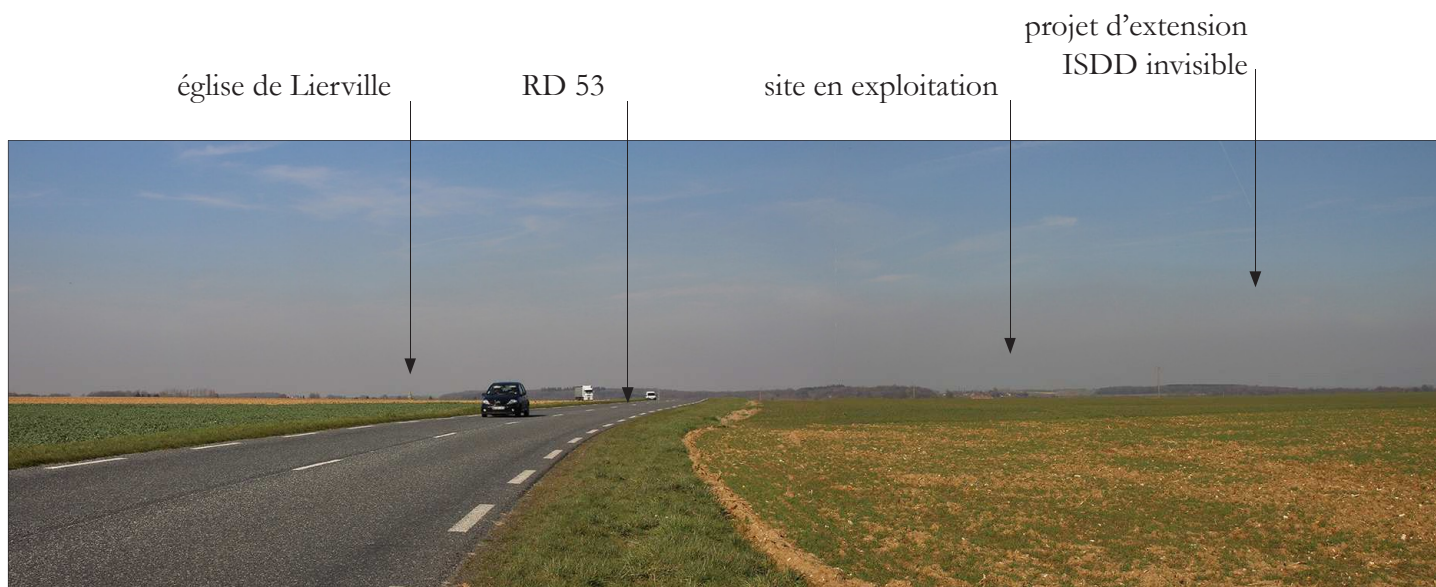 projet d’extension
ISDD invisible
église de Lierville
RD 53
site en exploitation